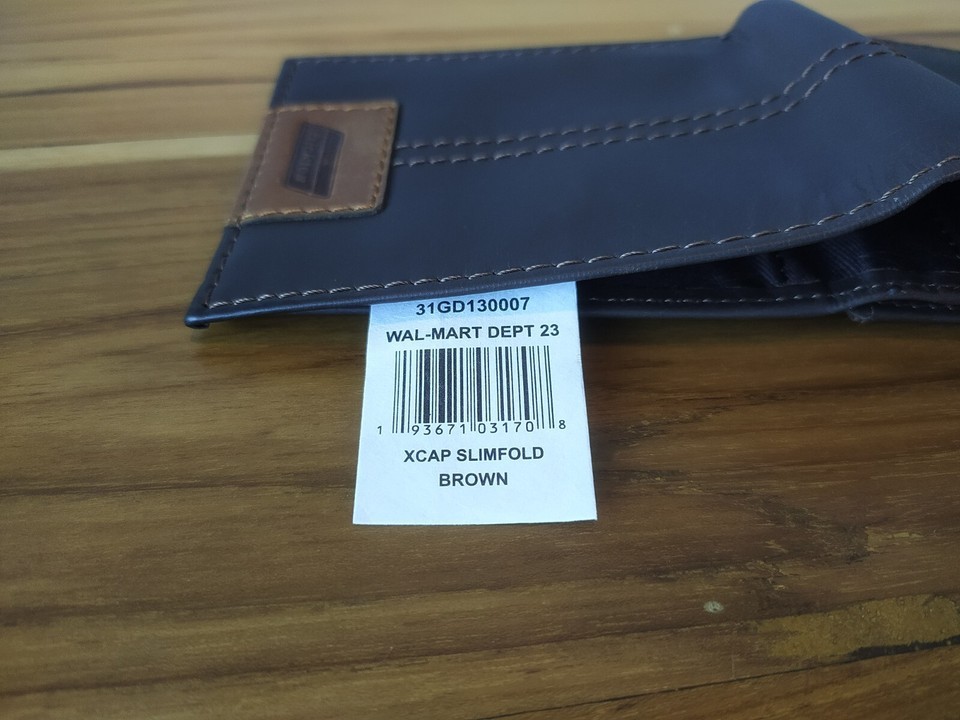 31GD130007
WAL-MART DEPT 23
1 93671 03170 8
XCAP SLIMFOLD
BROWN